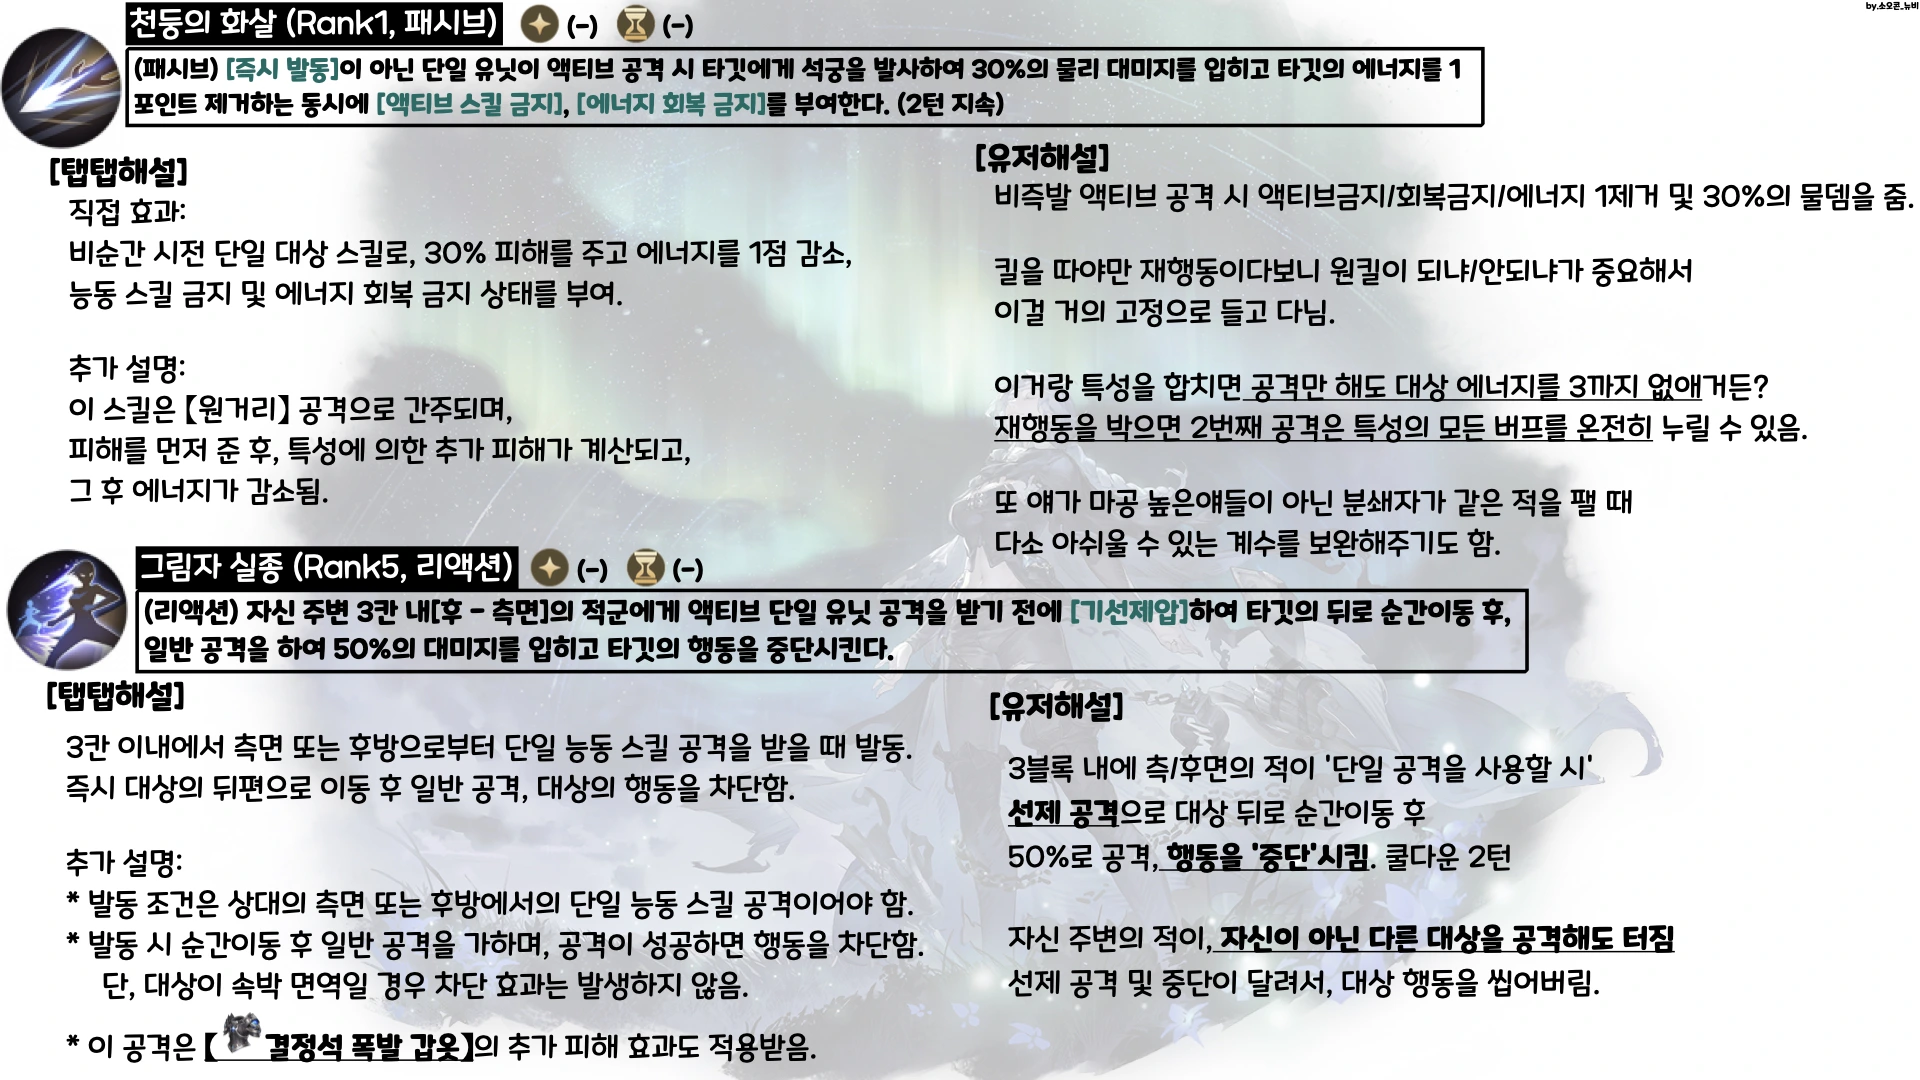 by.소오콘_뉴비
천둥의 화살 (Rank1, 패시브) (-) (-)
(패시브) [즉시 발동]이 아닌 단일 유닛이 액티브 공격 시 타깃에게 석궁을 발사하여 30%의 물리 대미지를 입히고 타깃의 에너지를 1
포인트 제거하는 동시에 [액티브 스킬 금지], [에너지 회복 금지]를 부여한다. (2턴 지속)
[탭탭해설]
직접 효과:
비순간 시전 단일 대상 스킬로, 30% 피해를 주고 에너지를 1점 감소,
능동 스킬 금지 및 에너지 회복 금지 상태를 부여.
추가 설명:
이 스킬은 【원거리】 공격으로 간주되며,
피해를 먼저 준 후, 특성에 의한 추가 피해가 계산되고,
그 후 에너지가 감소됨.
[유저해설]
비즉발 액티브 공격 시 액티브금지/회복금지/에너지 1제거 및 30%의 물뎀을 줌.
킬을 따야만 재행동이다보니 원킬이 되냐/안되냐가 중요해서
이걸 거의 고정으로 들고 다님.
이거랑 특성을 합치면 공격만 해도 대상 에너지를 3까지 없애거든?
재행동을 박으면 2번째 공격은 특성의 모든 버프를 온전히 누릴 수 있음.
또 얘가 마공 높은얘들이 아닌 분쇄자가 같은 적을 팰 때
다소 아쉬울 수 있는 계수를 보완해주기도 함.
그림자 실종 (Rank5, 리액션) (-) (-)
(리액션) 자신 주변 3칸 내[후 - 측면]의 적군에게 액티브 단일 유닛 공격을 받기 전에 [기선제압]하여 타깃의 뒤로 순간이동 후,
일반 공격을 하여 50%의 대미지를 입히고 타깃의 행동을 중단시킨다.
[탭탭해설]
3칸 이내에서 측면 또는 후방으로부터 단일 능동 스킬 공격을 받을 때 발동.
즉시 대상의 뒤편으로 이동 후 일반 공격, 대상의 행동을 차단함.
추가 설명:
* 발동 조건은 상대의 측면 또는 후방에서의 단일 능동 스킬 공격이어야 함.
* 발동 시 순간이동 후 일반 공격을 가하며, 공격이 성공하면 행동을 차단함.
단, 대상이 속박 면역일 경우 차단 효과는 발생하지 않음.
* 이 공격은 【결정석 폭발 갑옷】의 추가 피해 효과도 적용받음.
[유저해설]
3블록 내에 측/후면의 적이 '단일 공격을 사용할 시'
선제 공격으로 대상 뒤로 순간이동 후
50%로 공격, 행동을 '중단'시킴. 쿨다운 2턴
자신 주변의 적이, 자신이 아닌 다른 대상을 공격해도 터짐
선제 공격 및 중단이 달려서, 대상 행동을 씹어버림.